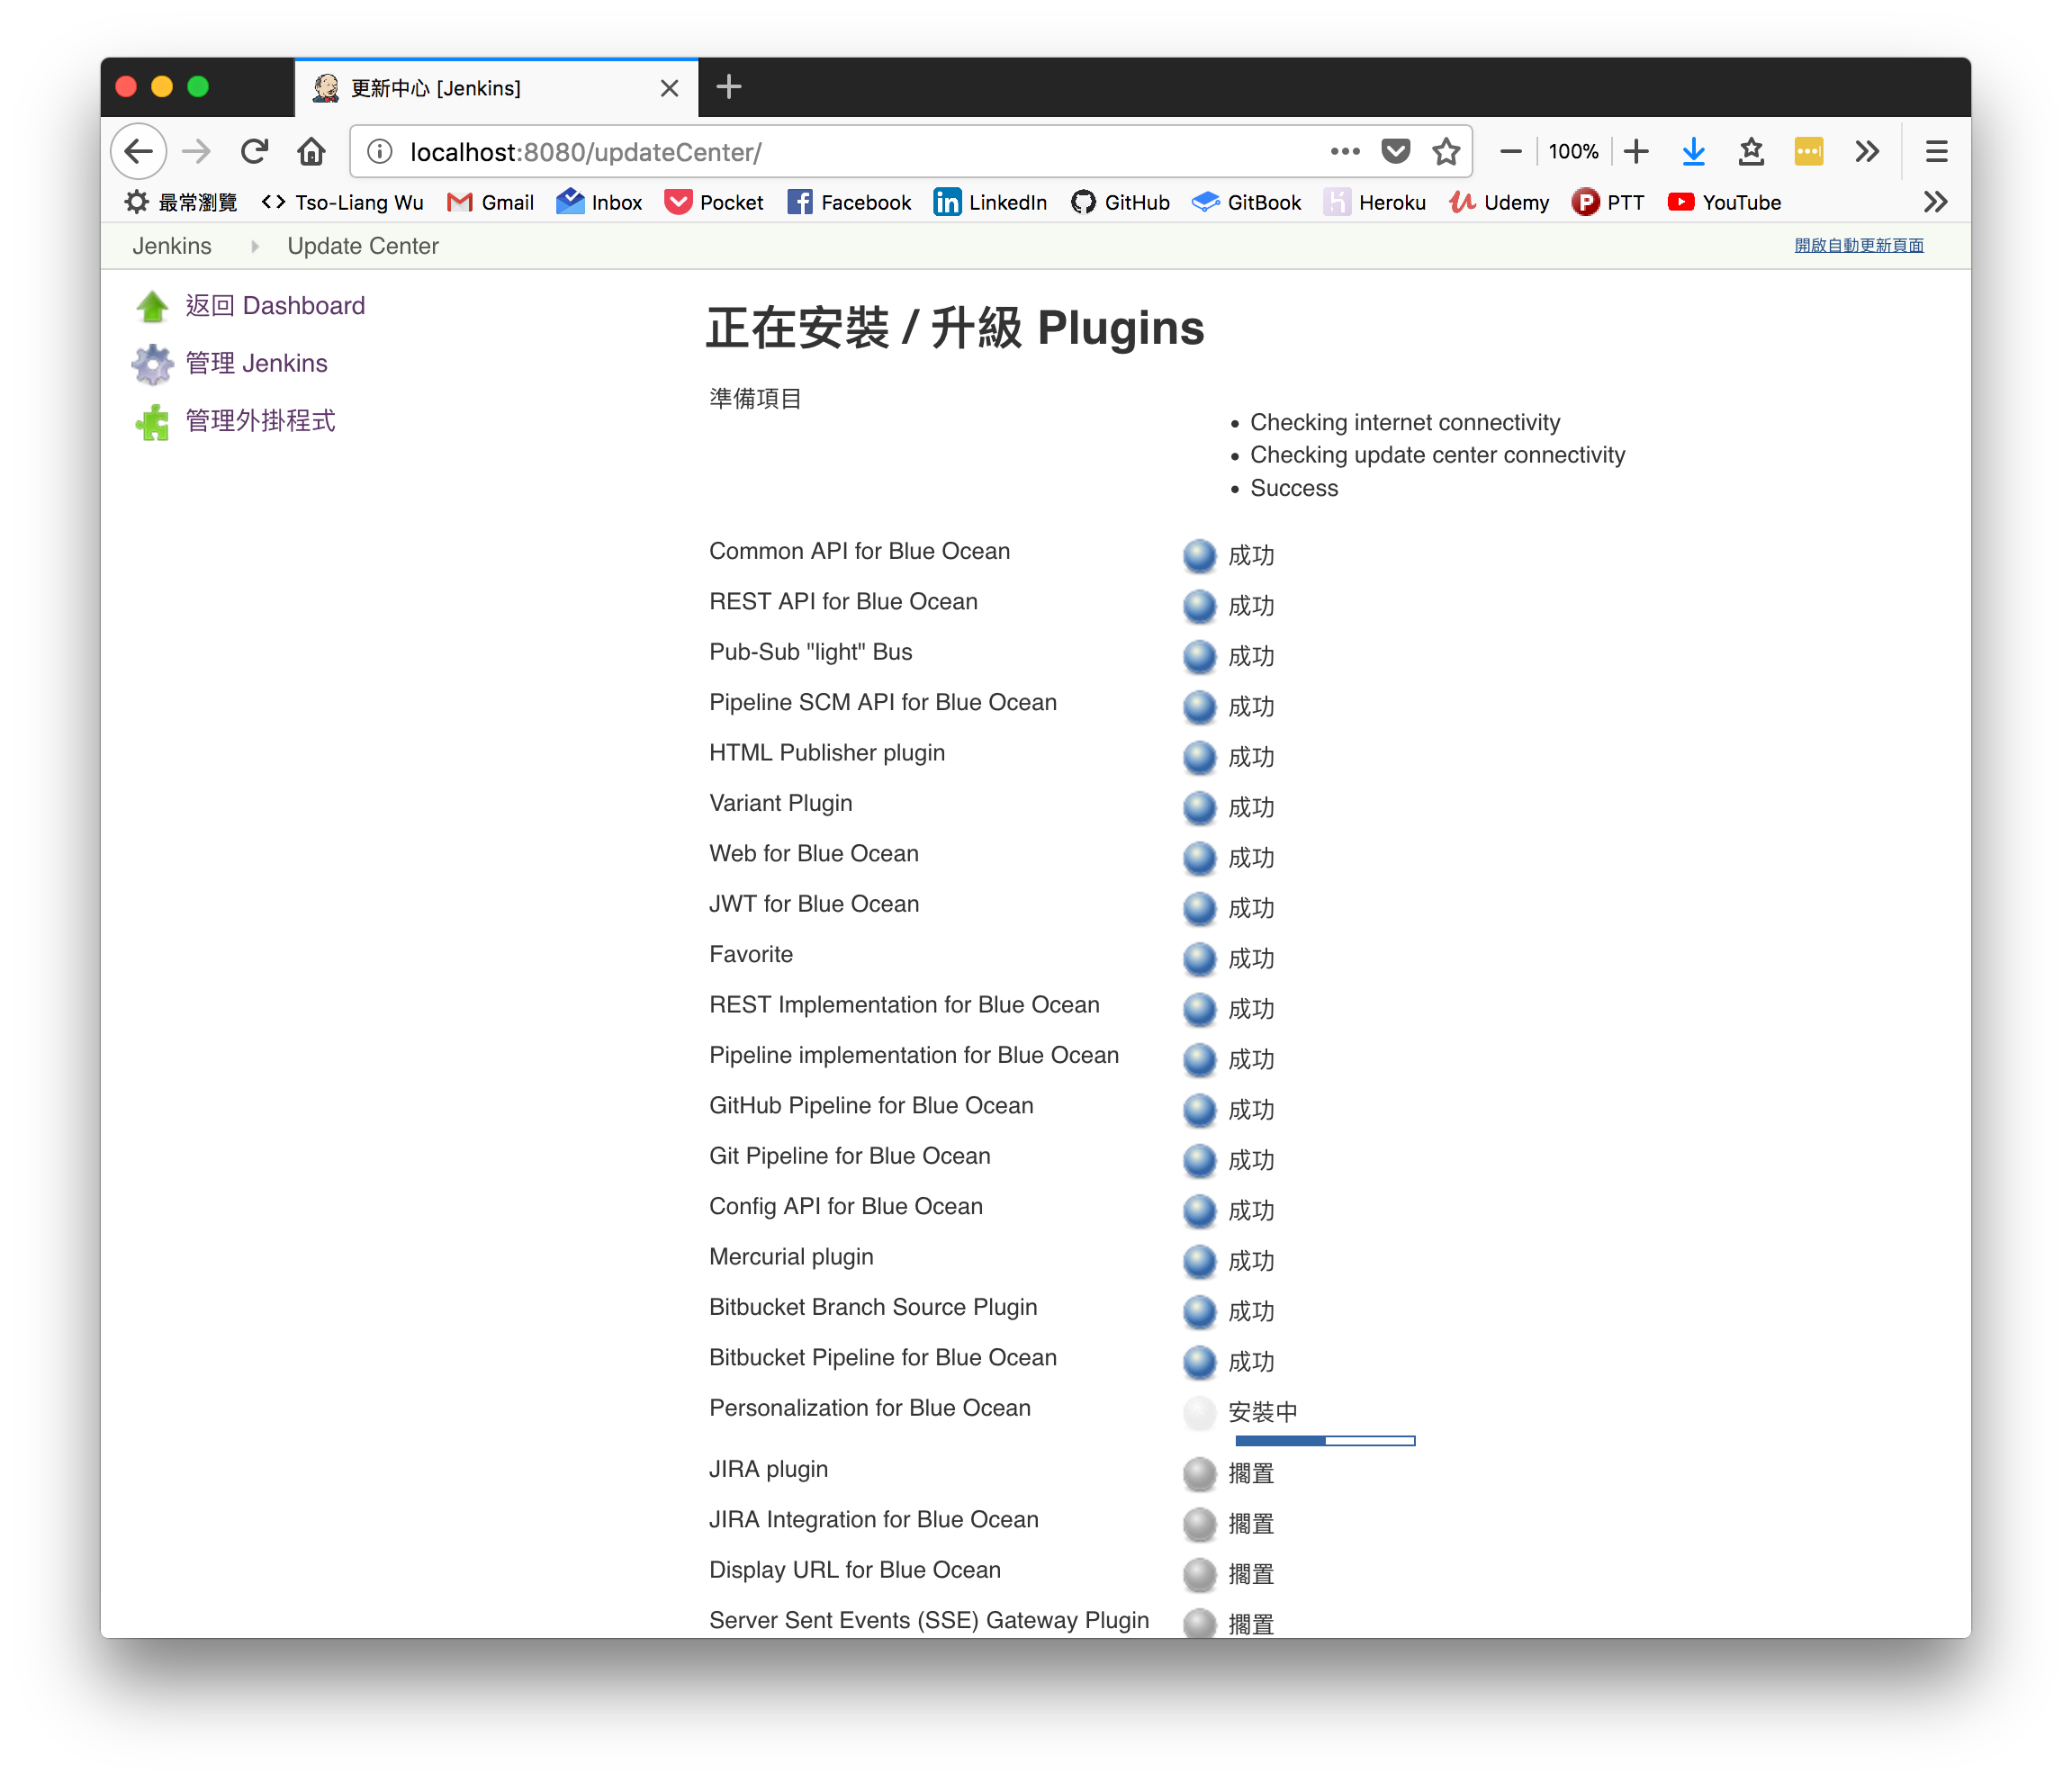 更新中心 [Jenkins]
localhost:8080/updateCenter/
100%
最常瀏覽 Tso-Liang Wu Gmail Inbox Pocket Facebook LinkedIn GitHub GitBook Heroku Udemy PTT YouTube
Jenkins Update Center 開啟自動更新頁面
返回 Dashboard
管理 Jenkins
管理外掛程式
正在安裝 / 升級 Plugins
準備項目
Checking internet connectivity
Checking update center connectivity
Success
Common API for Blue Ocean 成功
REST API for Blue Ocean 成功
Pub-Sub "light" Bus 成功
Pipeline SCM API for Blue Ocean 成功
HTML Publisher plugin 成功
Variant Plugin 成功
Web for Blue Ocean 成功
JWT for Blue Ocean 成功
Favorite 成功
REST Implementation for Blue Ocean 成功
Pipeline implementation for Blue Ocean 成功
GitHub Pipeline for Blue Ocean 成功
Git Pipeline for Blue Ocean 成功
Config API for Blue Ocean 成功
Mercurial plugin 成功
Bitbucket Branch Source Plugin 成功
Bitbucket Pipeline for Blue Ocean 成功
Personalization for Blue Ocean 安裝中
JIRA plugin 擱置
JIRA Integration for Blue Ocean 擱置
Display URL for Blue Ocean 擱置
Server Sent Events (SSE) Gateway Plugin 擱置